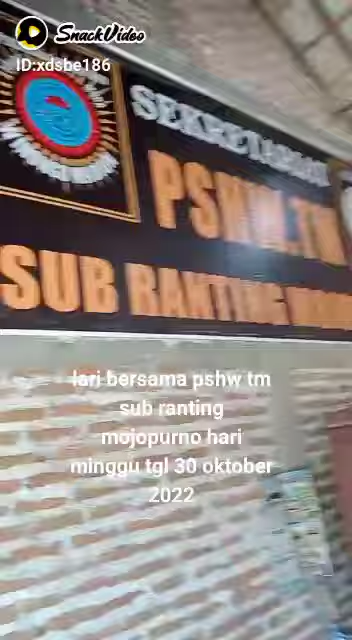 SnackVideo
ID:xdsbe186
SEKRETARIAT
PSHW.TM
SUB RANTING
lari bersama pshw tm
sub ranting
mojopurno hari
minggu tgl 30 oktober
2022